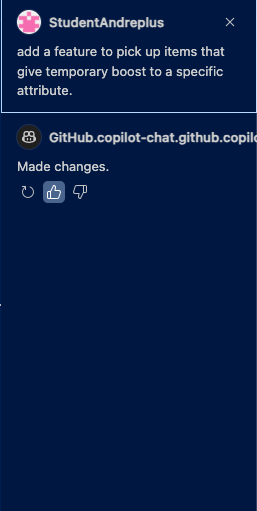 StudentAndreplus
add a feature to pick up items that
give temporary boost to a specific
attribute.
GitHub.copilot-chat.github.copil
Made changes.